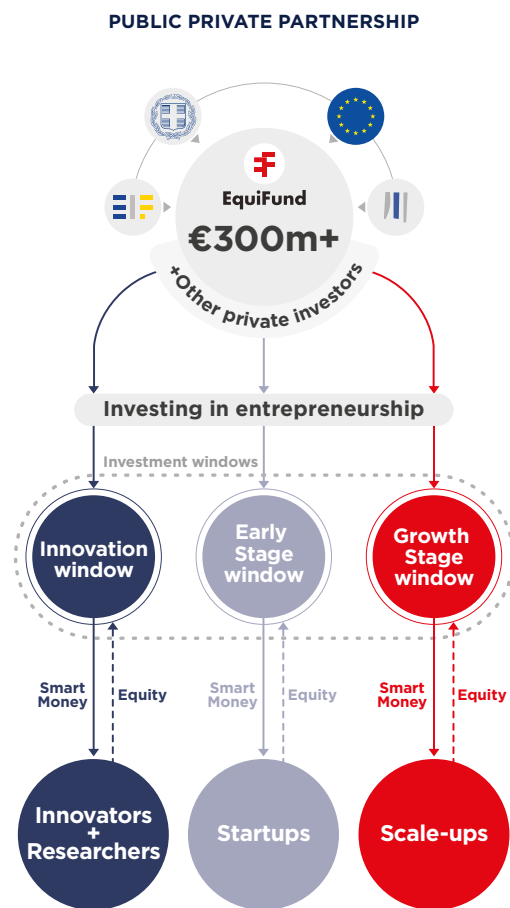 PUBLIC PRIVATE PARTNERSHIP
EIF
EquiFund
€300m+
+Other private investors
Investing in entrepreneurship
Investment windows
Innovation
window
Early
Stage
window
Growth
Stage
window
Smart
Money
Equity
Smart
Money
Equity
Smart
Money
Equity
Innovators
+
Researchers
Startups
Scale-ups